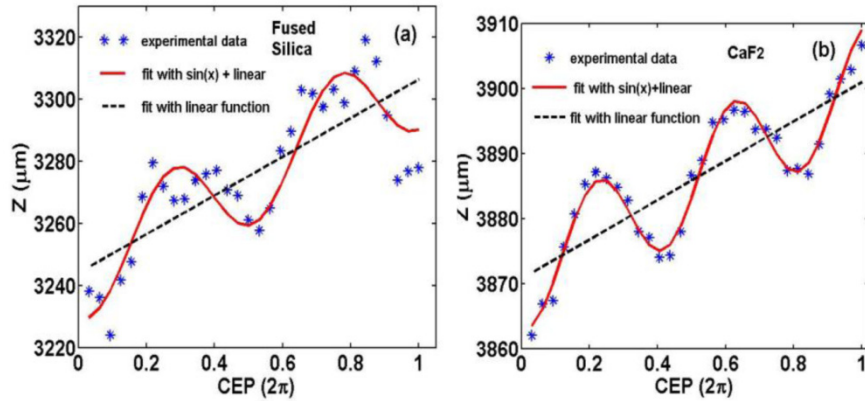 3320
3300
3280
3260
3240
3220
Z (μm)
experimental data
Fused
Silica
(a)
fit with sin(x) + linear
fit with linear function
0
0.2
0.4
0.6
0.8
1
CEP (2π)
3910
3900
3890
3880
3870
3860
Z (μm)
experimental data
CaF2
(b)
fit with sin(x)+linear
fit with linear function
0
0.2
0.4
0.6
0.8
1
CEP (2π)